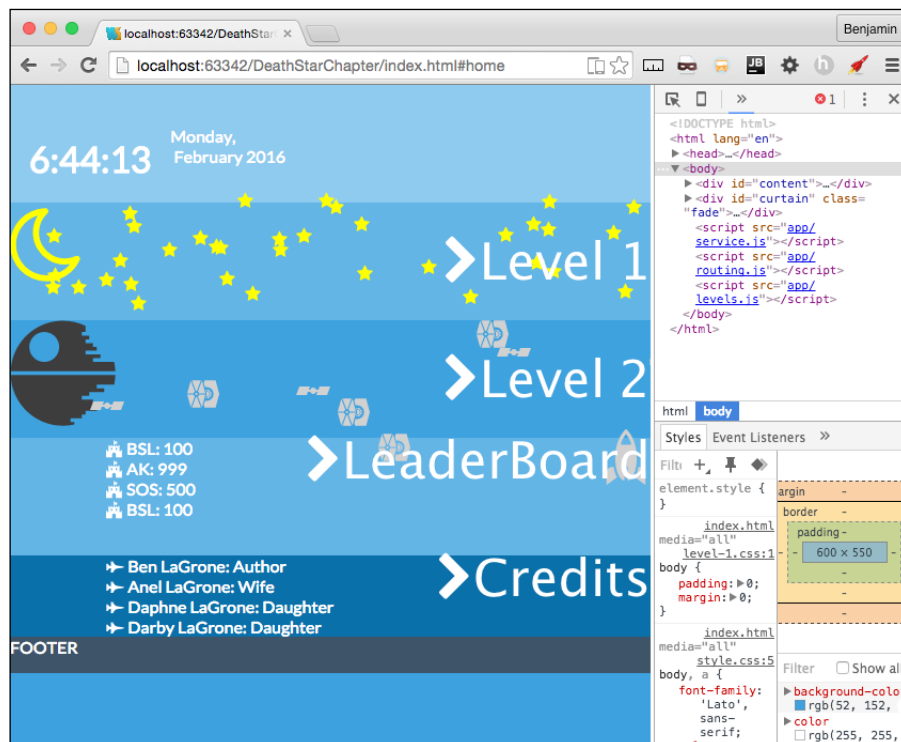 localhost:63342/DeathStar
Benjamin
localhost:63342/DeathStarChapter/index.html#home
JB
h
6:44:13
Monday,
February 2016
Level 1
Level 2
LeaderBoard
BSL: 100
AK: 999
SOS: 500
BSL: 100
Credits
Ben LaGrone: Author
Anel LaGrone: Wife
Daphne LaGrone: Daughter
Darby LaGrone: Daughter
FOOTER
» 1
<!DOCTYPE html>
<html lang="en">
▶<head>…</head>
…▼<body>
▶<div id="content">…</div>
▶<div id="curtain" class=
"fade">…</div>
<script src="app/
service.js"></script>
<script src="app/
routing.js"></script>
<script src="app/
levels.js"></script>
</body>
</html>
html body
Styles Event Listeners »
element.style {
}
index.html
media="all"
level-1.css:1
body {
padding:▶0;
margin:▶0;
}
index.html
media="all"
style.css:5
body, a {
font-family:
'Lato',
sans-
serif;
argin -
border -
padding -
- - 600 × 550 -
-
-
-
Filter Show all
▶background-colo
rgb(52, 152,
▶color
rgb(255, 255,